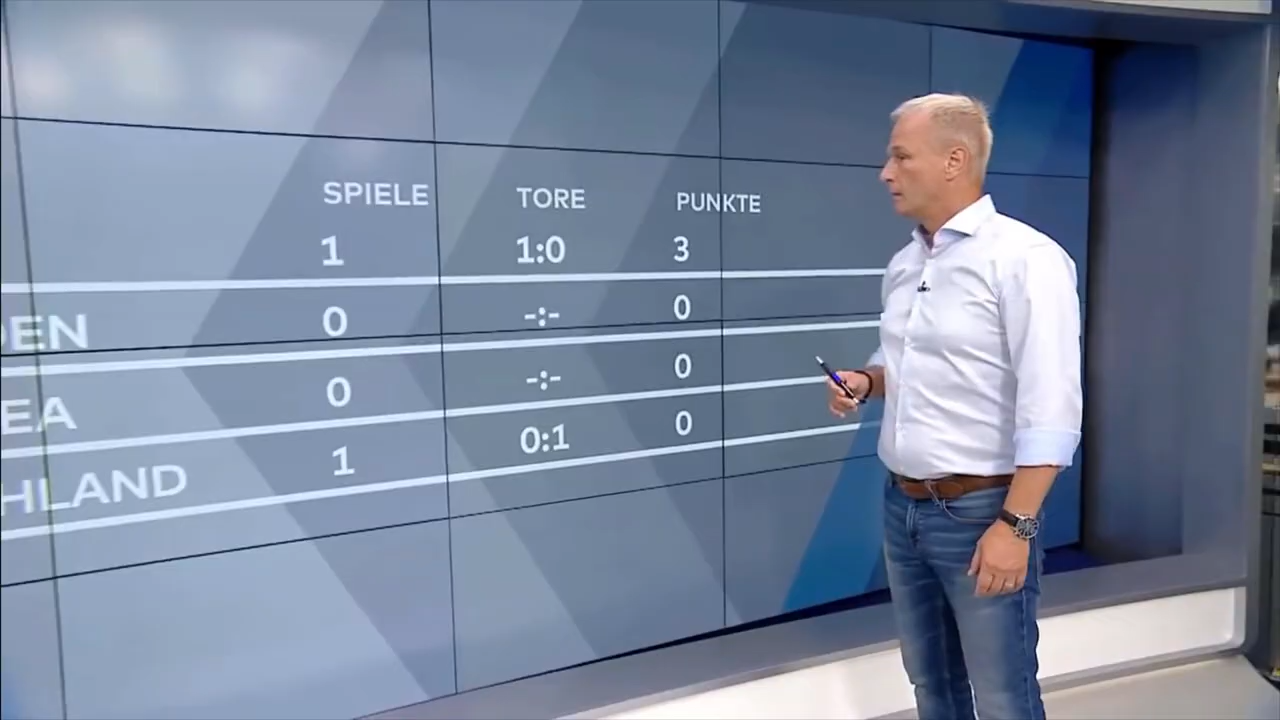 SPIELE TORE PUNKTE
1 1:0 3
DEN 0 -:- 0
EA 0 -:- 0
HLAND 1 0:1 0